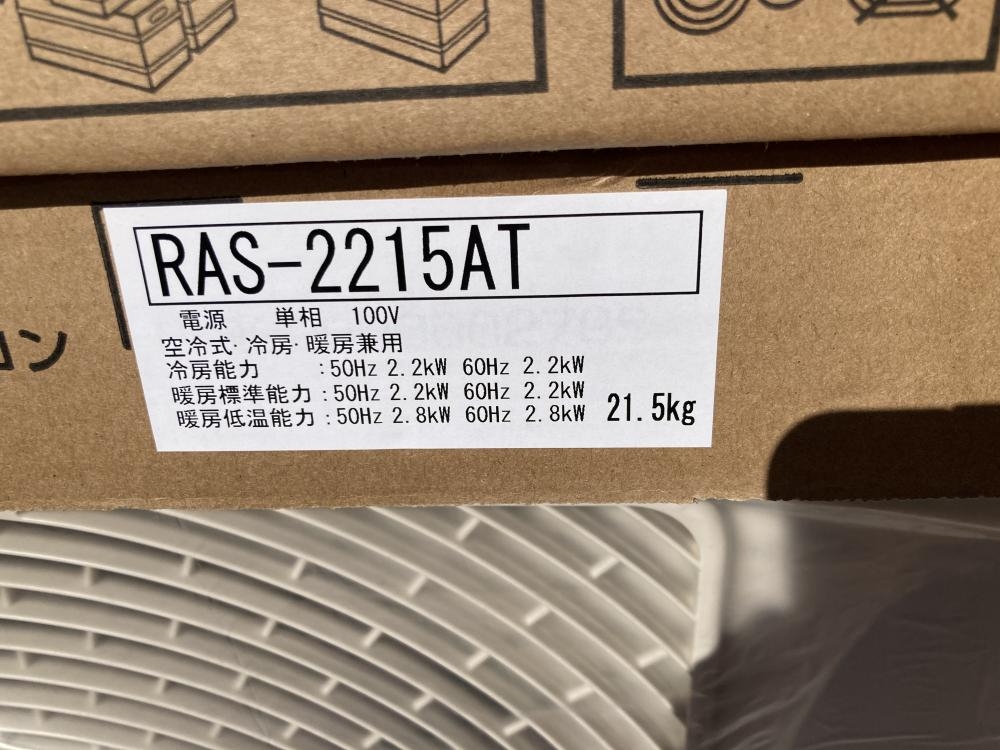 RAS-2215AT
電源 単相 100V
空冷式・冷房・暖房兼用
冷房能力 :50Hz 2.2kW 60Hz 2.2kW
暖房標準能力:50Hz 2.2kW 60Hz 2.2kW
暖房低温能力:50Hz 2.8kW 60Hz 2.8kW
21.5kg
ン